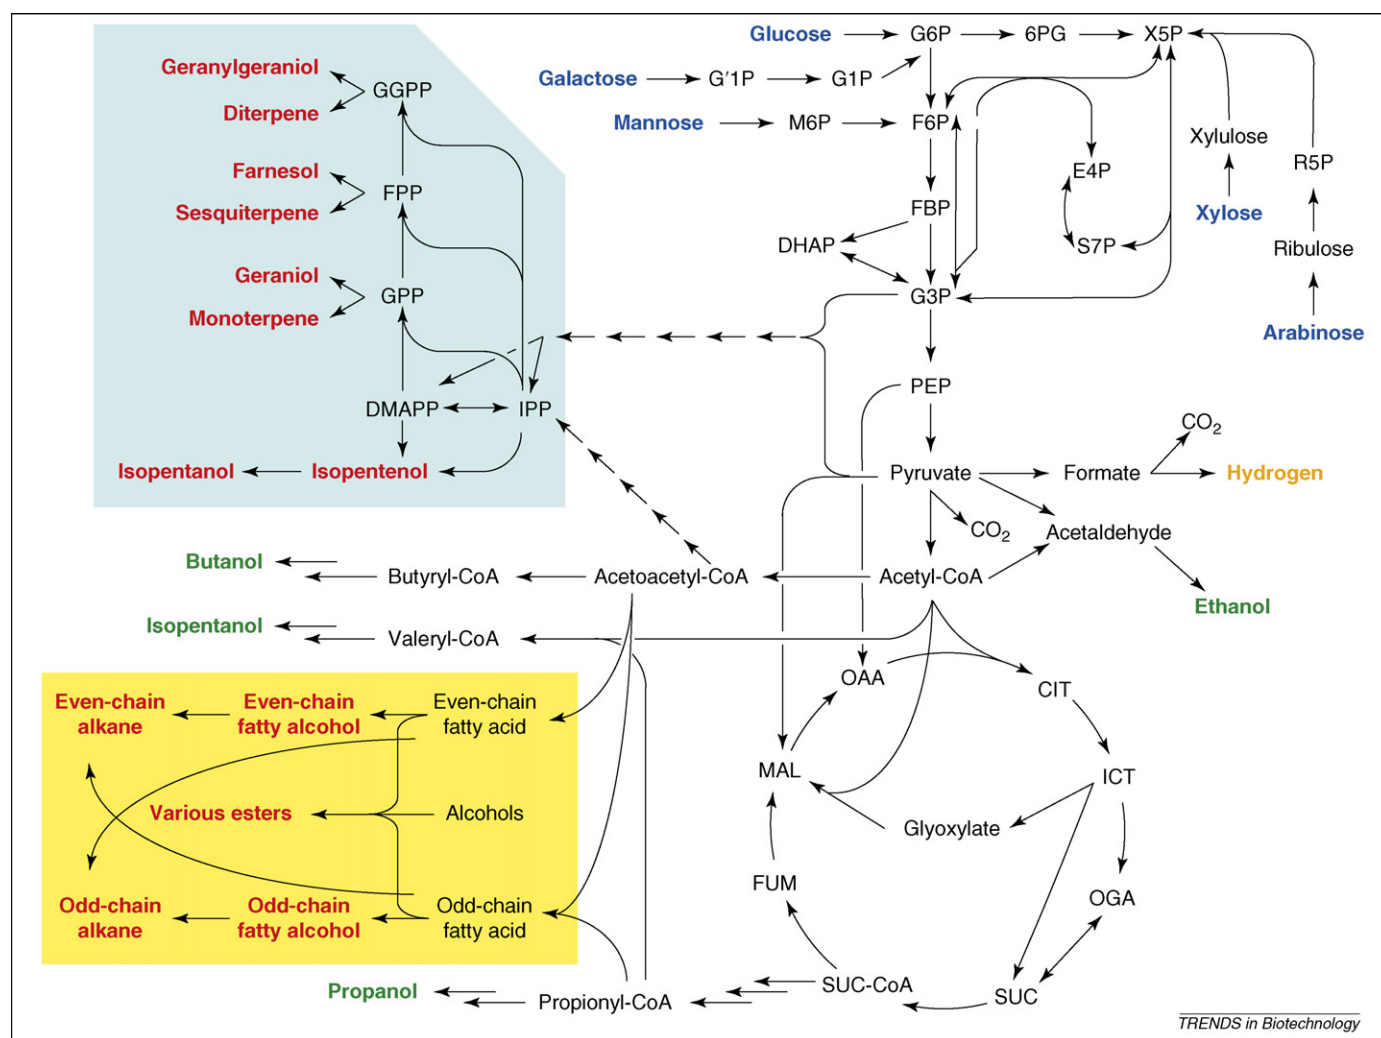 Glucose
G6P
6PG
X5P
Galactose
G′1P
G1P
Mannose
M6P
F6P
Xylulose
R5P
E4P
Xylose
FBP
DHAP
S7P
Ribulose
G3P
Arabinose
Geranylgeraniol
GGPP
Diterpene
Farnesol
FPP
Sesquiterpene
Geraniol
GPP
Monoterpene
DMAPP
IPP
Isopentanol
Isopentenol
PEP
Pyruvate
Formate
CO2
Hydrogen
CO2
Acetaldehyde
Butanol
Butyryl-CoA
Acetoacetyl-CoA
Acetyl-CoA
Ethanol
Isopentanol
Valeryl-CoA
OAA
CIT
Even-chain
alkane
Even-chain
fatty alcohol
Even-chain
fatty acid
MAL
ICT
Various esters
Alcohols
Glyoxylate
FUM
OGA
Odd-chain
alkane
Odd-chain
fatty alcohol
Odd-chain
fatty acid
Propanol
Propionyl-CoA
SUC-CoA
SUC
TRENDS in Biotechnology